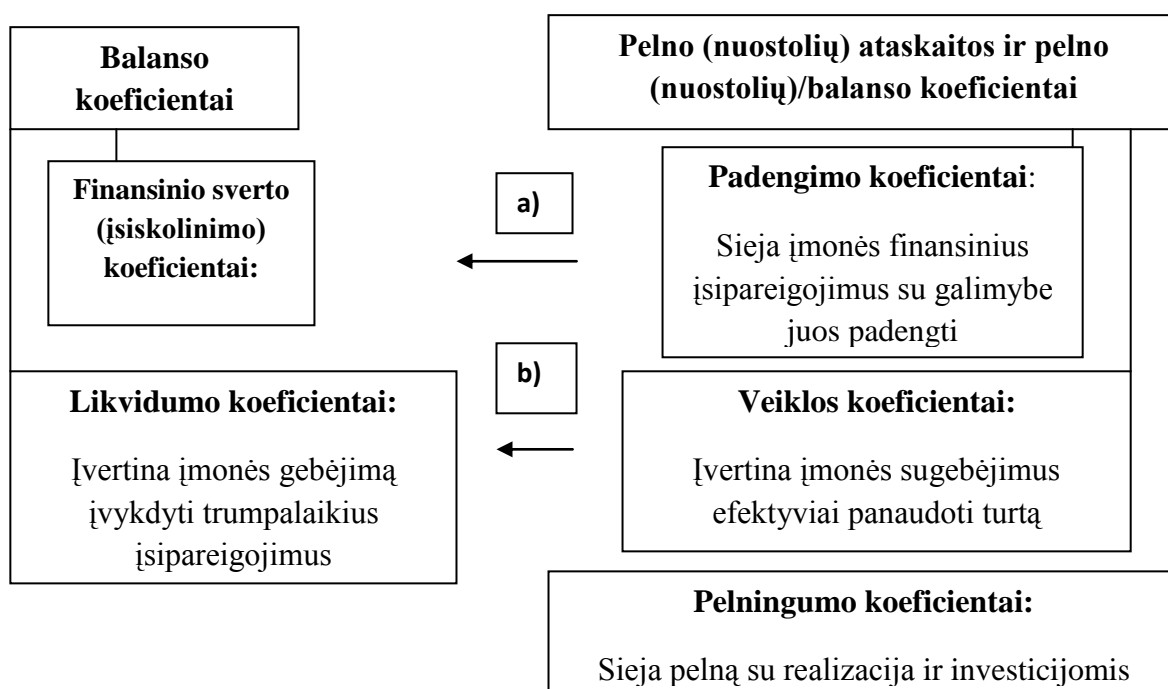 Balanso
koeficientai
Pelno (nuostolių) ataskaitos ir pelno
(nuostolių)/balanso koeficientai
Finansinio sverto
(įsiskolinimo)
koeficientai:
a)
Padengimo koeficientai:
Sieja įmonės finansinius
įsipareigojimus su galimybe
juos padengti
Likvidumo koeficientai:
Įvertina įmonės gebėjimą
įvykdyti trumpalaikius
įsipareigojimus
b)
Veiklos koeficientai:
Įvertina įmonės sugebėjimus
efektyviai panaudoti turtą
Pelningumo koeficientai:
Sieja pelną su realizacija ir investicijomis